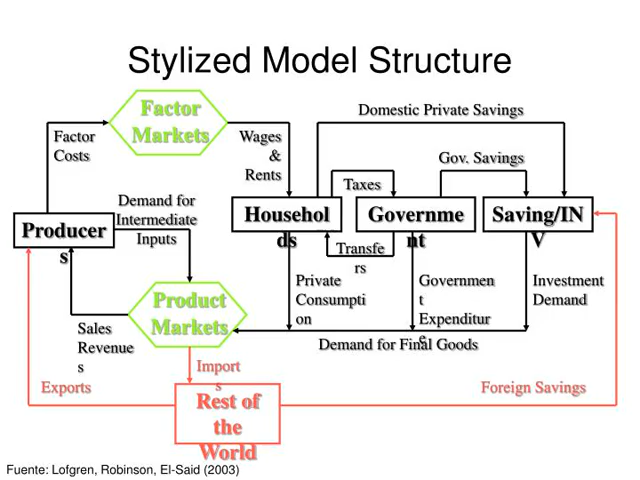 Stylized Model Structure
Factor
Markets
Domestic Private Savings
Factor
Costs
Wages
&
Rents
Gov. Savings
Taxes
Demand for
Intermediate
Inputs
Producer
s
Househol
ds
Governme
nt
Saving/IN
V
Transfe
rs
Private
Consumpti
on
Governmen
t
Expenditur
e
Investment
Demand
Product
Markets
Sales
Revenue
s
Demand for Final Goods
Import
s
Exports
Foreign Savings
Rest of
the
World
Fuente: Lofgren, Robinson, El-Said (2003)